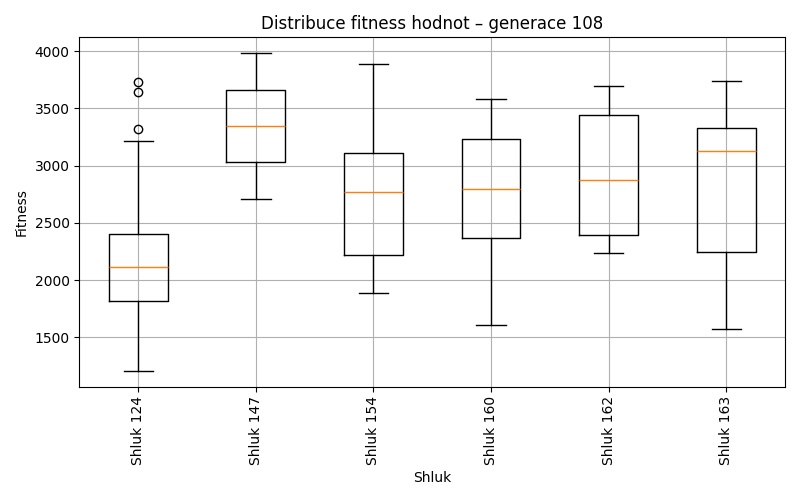 Distribuce fitness hodnot – generace 108
4000
3500
3000
2500
2000
1500
Fitness
Shluk 124
Shluk 147
Shluk 154
Shluk 160
Shluk 162
Shluk 163
Shluk